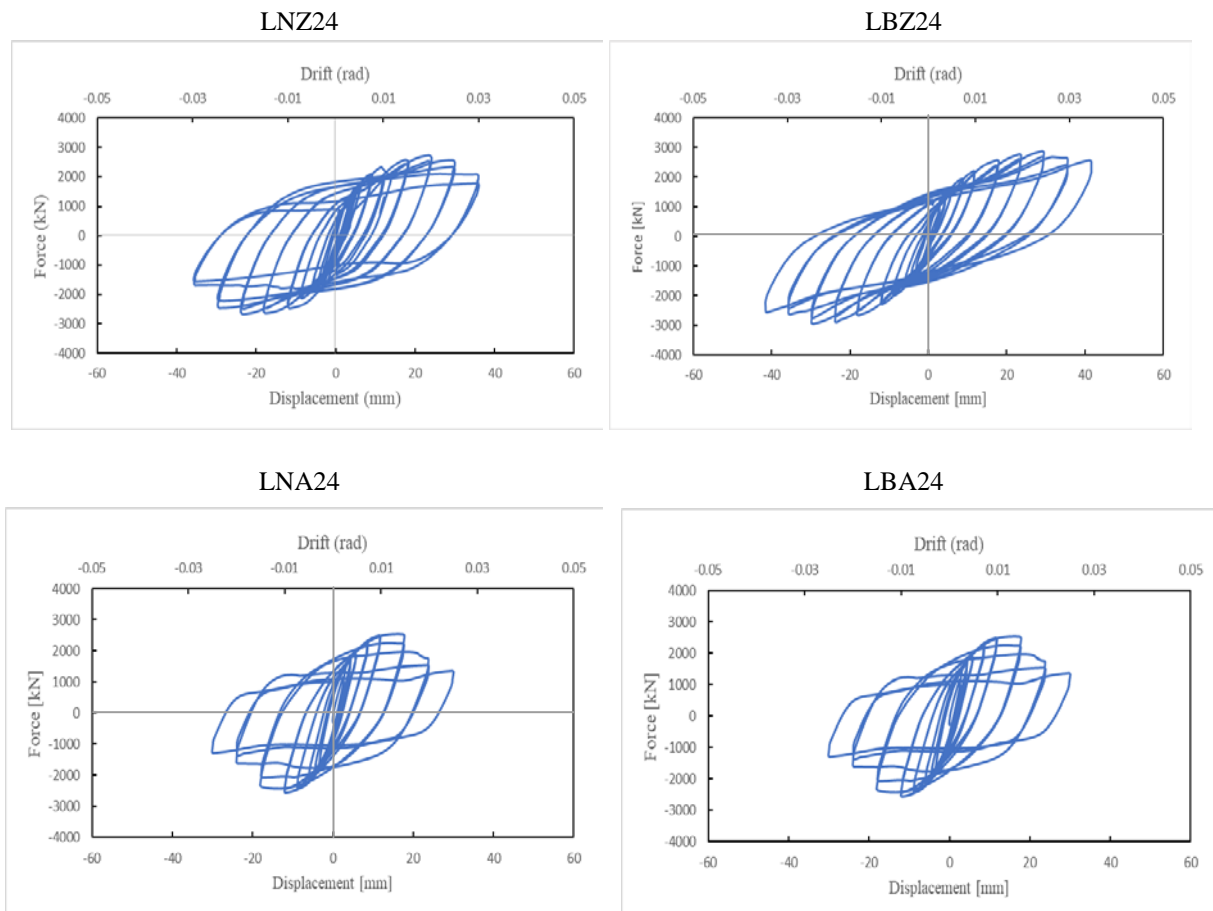 LNZ24 LBZ24
Drift (rad)
-0.05 -0.03 -0.01 0.01 0.03 0.05
4000
3000
2000
1000
0
-1000
-2000
-3000
-4000
Force (kN)
-60 -40 -20 0 20 40 60
Displacement (mm)
Drift (rad)
-0.05 -0.03 -0.01 0.01 0.03 0.05
4000
3000
2000
1000
0
-1000
-2000
-3000
-4000
Force [kN]
-60 -40 -20 0 20 40 60
Displacement [mm]
LNA24 LBA24
Drift (rad)
-0.05 -0.03 -0.01 0.01 0.03 0.05
4000
3000
2000
1000
0
-1000
-2000
-3000
-4000
Force [kN]
-60 -40 -20 0 20 40 60
Displacement [mm]
Drift (rad)
-0.05 -0.03 -0.01 0.01 0.03 0.05
4000
3000
2000
1000
0
-1000
-2000
-3000
-4000
Force [kN]
-60 -40 -20 0 20 40 60
Displacement [mm]